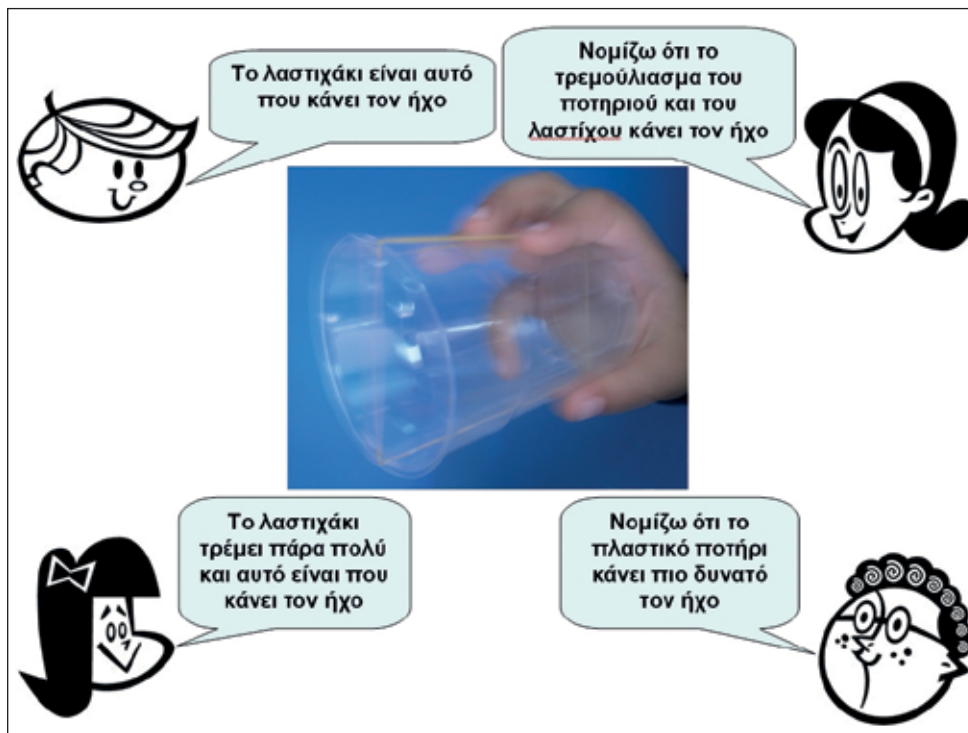 Το λαστιχάκι είναι αυτό
που κάνει τον ήχο
Νομίζω ότι το
τρεμούλιασμα του
ποτηριού και του
λαστίχου κάνει τον ήχο
Το λαστιχάκι
τρέμει πάρα πολύ
και αυτό είναι που
κάνει τον ήχο
Νομίζω ότι το
πλαστικό ποτήρι
κάνει πιο δυνατό
τον ήχο